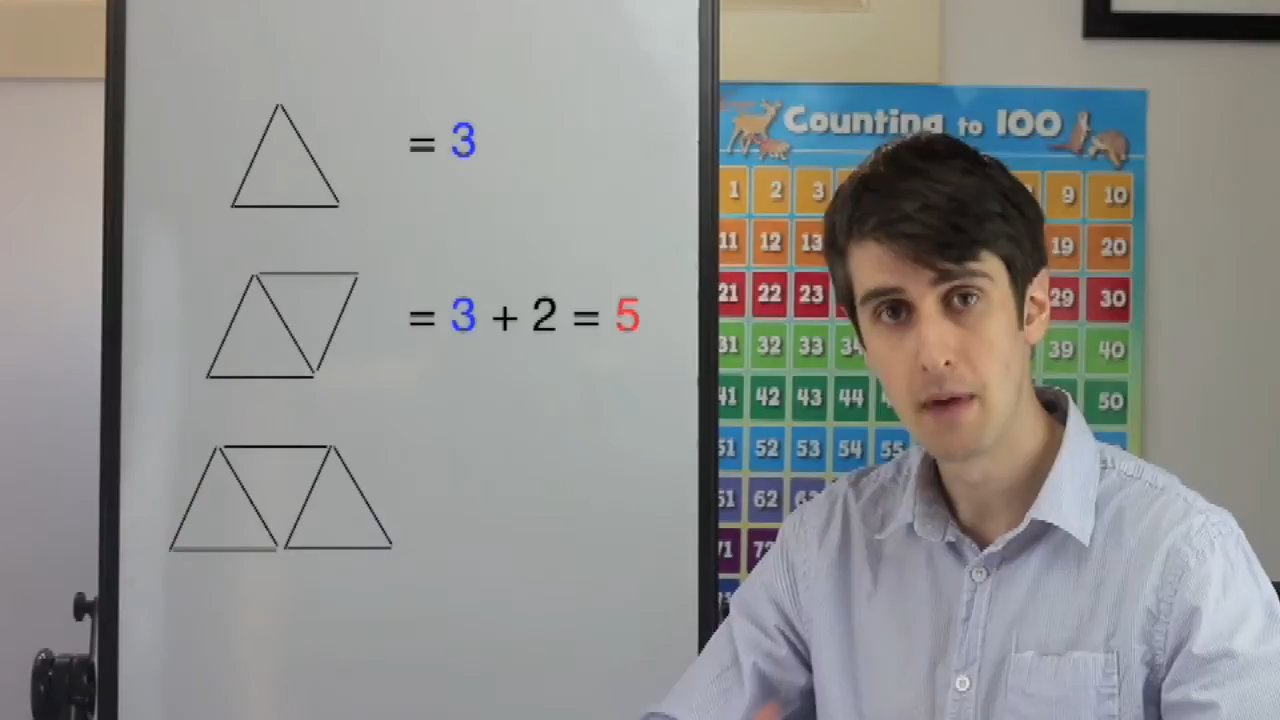 = 3
= 3 + 2 = 5
Counting to 100
1 2 3 9 10
11 12 13 19 20
21 22 23 29 30
31 32 33 34 39 40
41 42 43 44 50
51 52 53 54 55
61 62
71